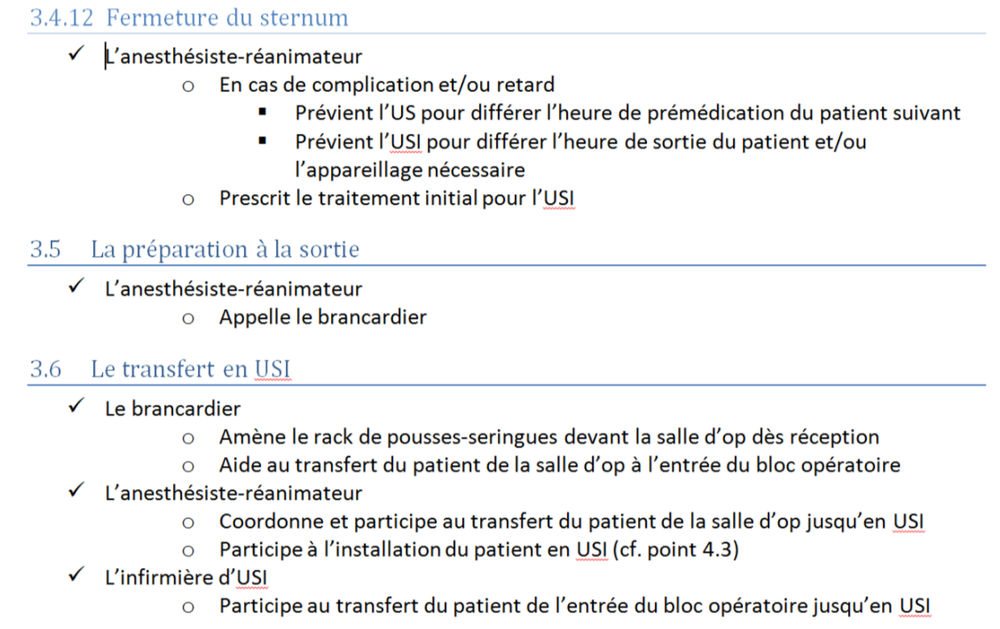 3.4.12 Fermeture du sternum
✓ L’anesthésiste-réanimateur
o En cas de complication et/ou retard
▪ Prévient l’US pour différer l’heure de prémédication du patient suivant
▪ Prévient l’USI pour différer l’heure de sortie du patient et/ou
l’appareillage nécessaire
o Prescrit le traitement initial pour l’USI
3.5 La préparation à la sortie
✓ L’anesthésiste-réanimateur
o Appelle le brancardier
3.6 Le transfert en USI
✓ Le brancardier
o Amène le rack de pousses-seringues devant la salle d’op dès réception
o Aide au transfert du patient de la salle d’op à l’entrée du bloc opératoire
✓ L’anesthésiste-réanimateur
o Coordonne et participe au transfert du patient de la salle d’op jusqu’en USI
o Participe à l’installation du patient en USI (cf. point 4.3)
✓ L’infirmière d’USI
o Participe au transfert du patient de l’entrée du bloc opératoire jusqu’en USI